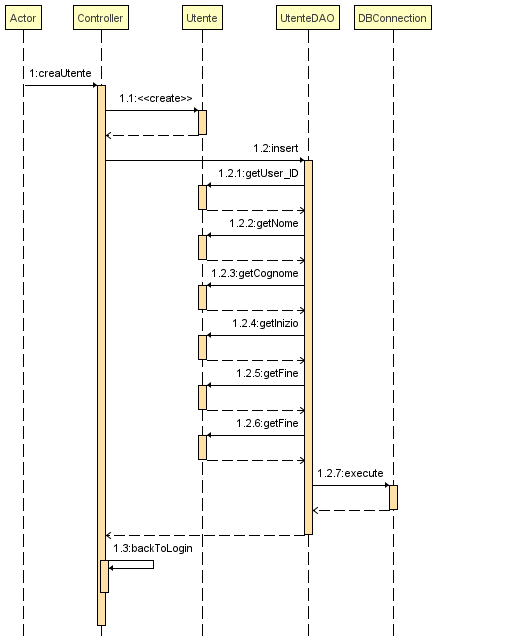 Actor Controller Utente UtenteDAO DBConnection
1:creaUtente
1.1:<<create>>
1.2:insert
1.2.1:getUser_ID
1.2.2:getNome
1.2.3:getCognome
1.2.4:getInizio
1.2.5:getFine
1.2.6:getFine
1.2.7:execute
1.3:backToLogin